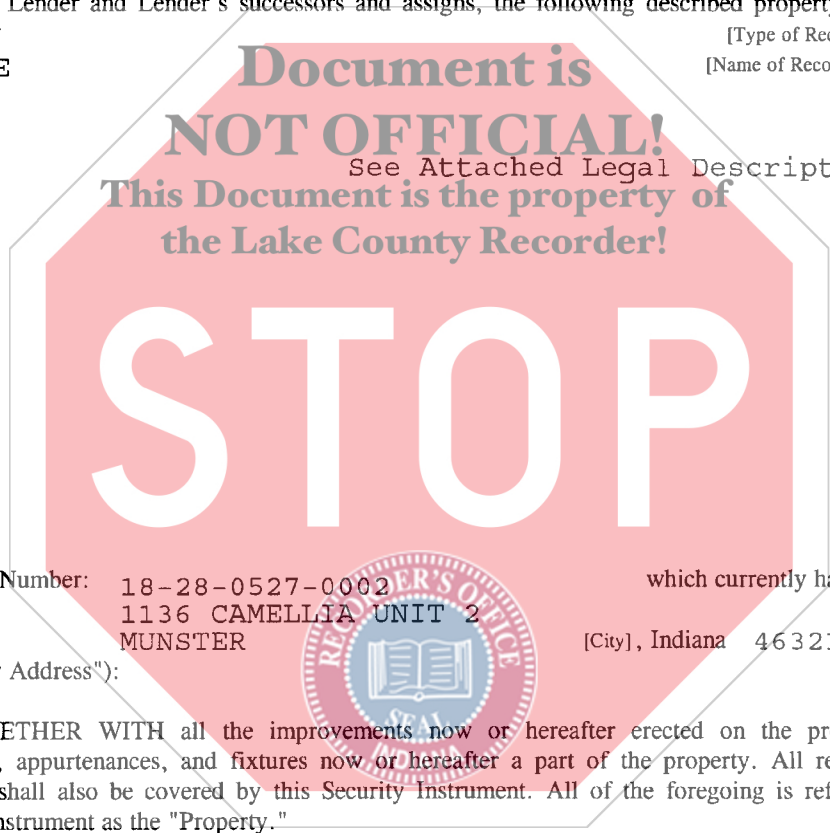 Lender and Lender's successors and assigns, the following described property
[Type of Rec
E [Name of Reco
Document is
NOT OFFICIAL!
See Attached Legal Descript
This Document is the property of
the Lake County Recorder!
STOP
Number: 18-28-0527-0002 which currently ha
1136 CAMELLIA UNIT 2
MUNSTER [City], Indiana 46321
Address"):
RECORDER'S OFFICE
SEAL
INDIANA
ETHER WITH all the improvements now or hereafter erected on the pr
, appurtenances, and fixtures now or hereafter a part of the property. All re
shall also be covered by this Security Instrument. All of the foregoing is ref
nstrument as the "Property."